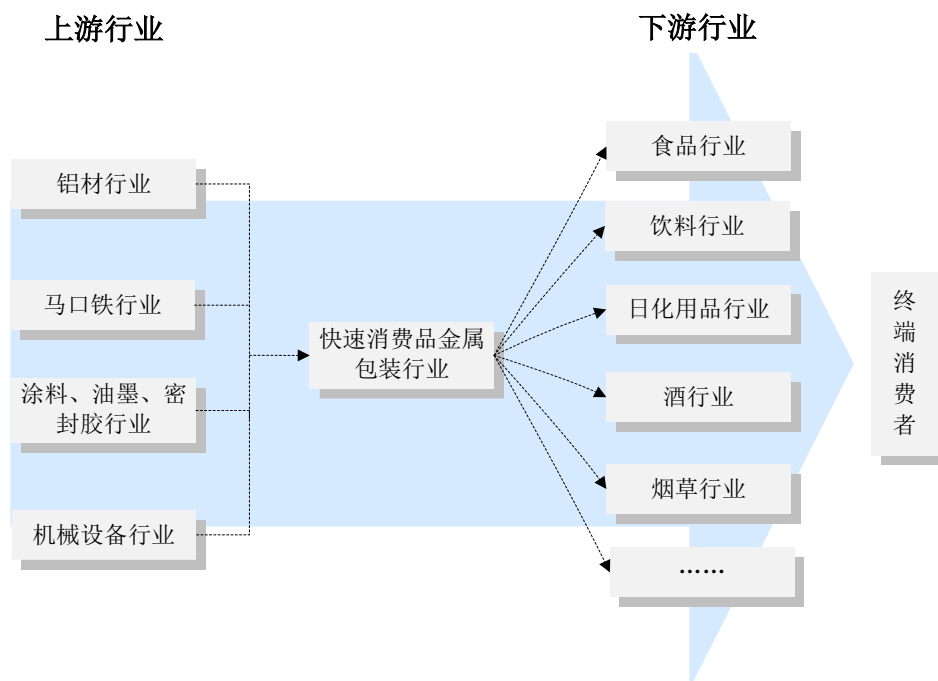 上游行业
下游行业
铝材行业
马口铁行业
涂料、油墨、密
封胶行业
机械设备行业
快速消费品金属
包装行业
食品行业
饮料行业
日化用品行业
酒行业
烟草行业
……
终
端
消
费
者